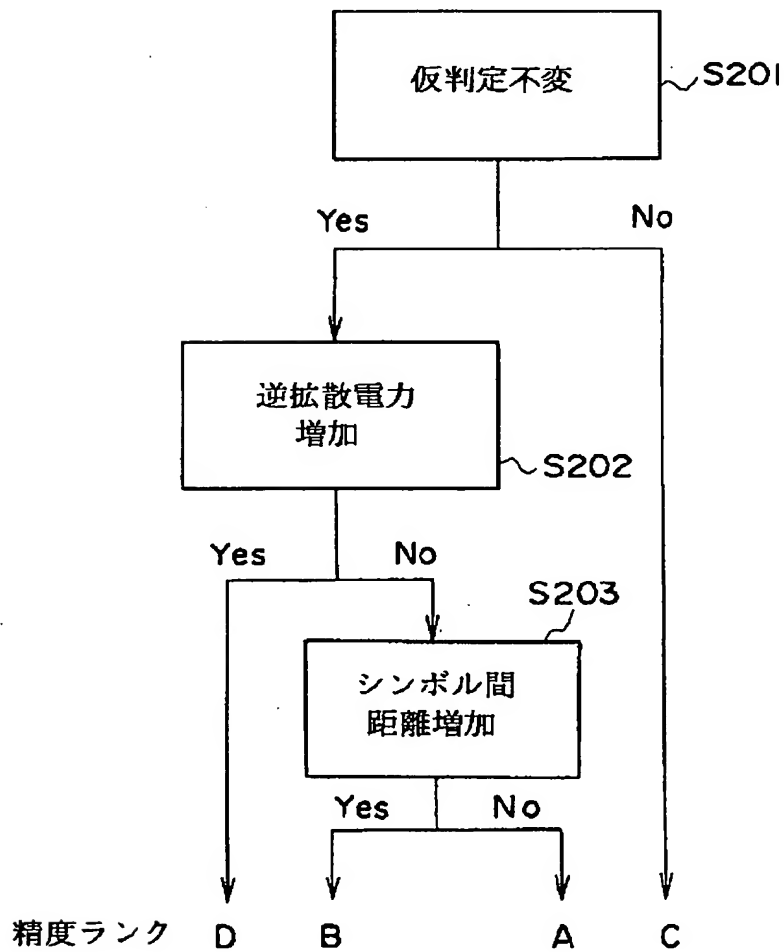 仮判定不変
S201
Yes
No
逆拡散電力
増加
S202
Yes
No
S203
シンボル間
距離増加
Yes
No
精度ランク D B A C